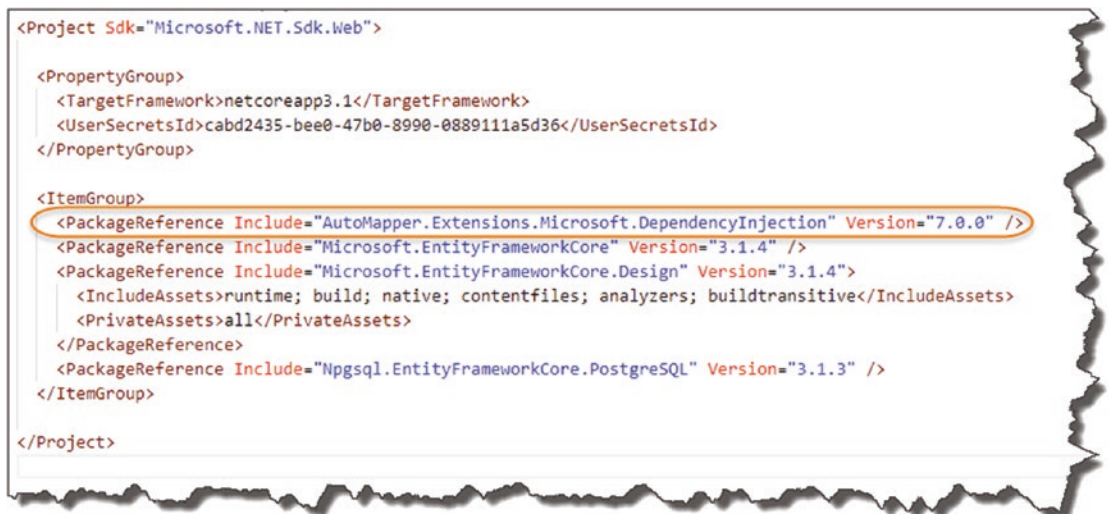 <Project Sdk="Microsoft.NET.Sdk.Web">
<PropertyGroup>
<TargetFramework>netcoreapp3.1</TargetFramework>
<UserSecretsId>cabd2435-bee0-47b0-8990-0889111a5d36</UserSecretsId>
</PropertyGroup>
<ItemGroup>
<PackageReference Include="AutoMapper.Extensions.Microsoft.DependencyInjection" Version="7.0.0" />
<PackageReference Include="Microsoft.EntityFrameworkCore" Version="3.1.4" />
<PackageReference Include="Microsoft.EntityFrameworkCore.Design" Version="3.1.4">
<IncludeAssets>runtime; build; native; contentfiles; analyzers; buildtransitive</IncludeAssets>
<PrivateAssets>all</PrivateAssets>
</PackageReference>
<PackageReference Include="Npgsql.EntityFrameworkCore.PostgreSQL" Version="3.1.3" />
</ItemGroup>
</Project>